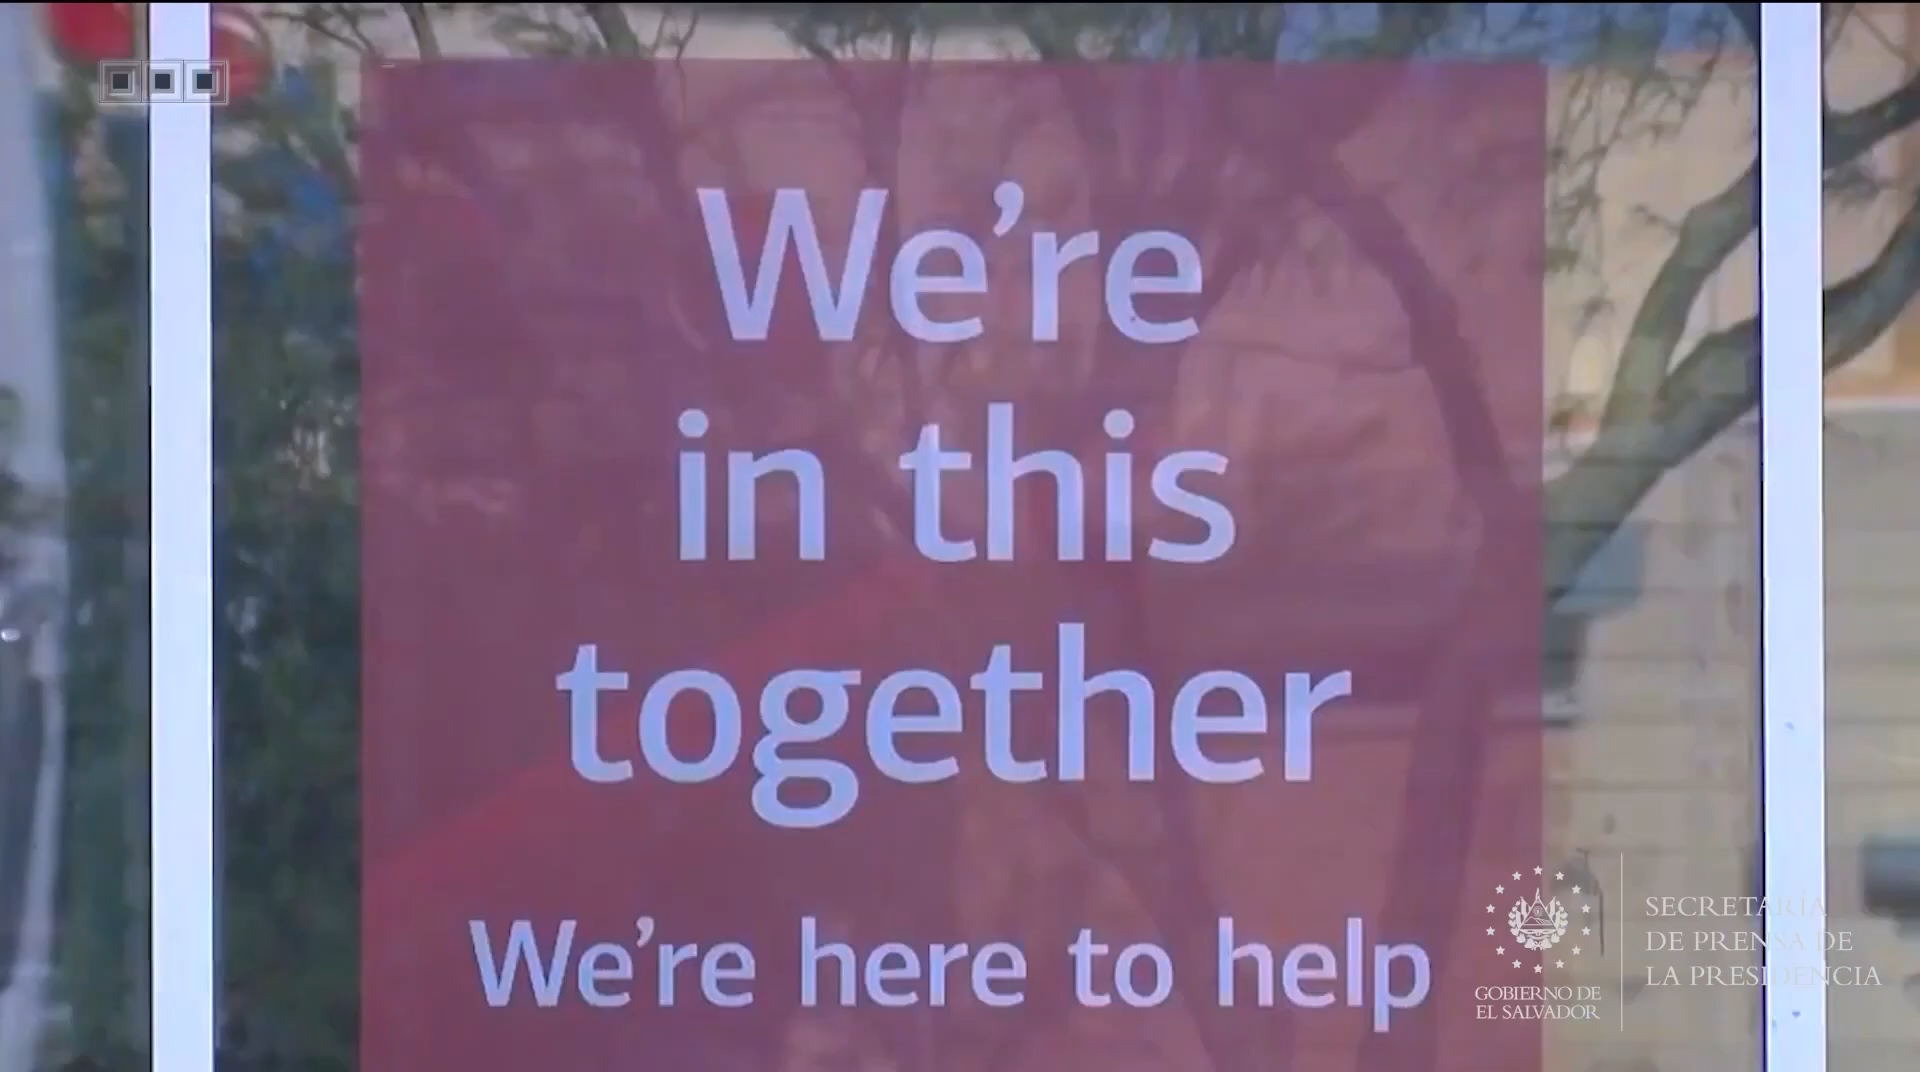 We're
in this
together
We're here to help
GOBIERNO DE
EL SALVADOR
SECRETARÍA
DE PRENSA DE
LA PRESIDENCIA